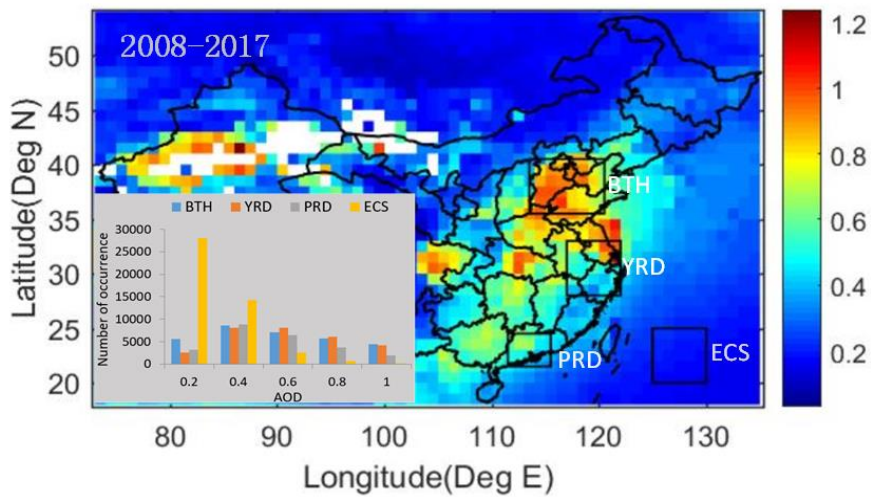 2008-2017
Latitude(Deg N)
55
50
45
40
35
30
25
20
80
90
100
110
120
130
Longitude(Deg E)
BTH
YRD
PRD
ECS
1.2
1
0.8
0.6
0.4
0.2
BTH YRD PRD ECS
Number of occurrence
30000
25000
20000
15000
10000
5000
0
0.2 0.4 0.6 0.8 1
AOD